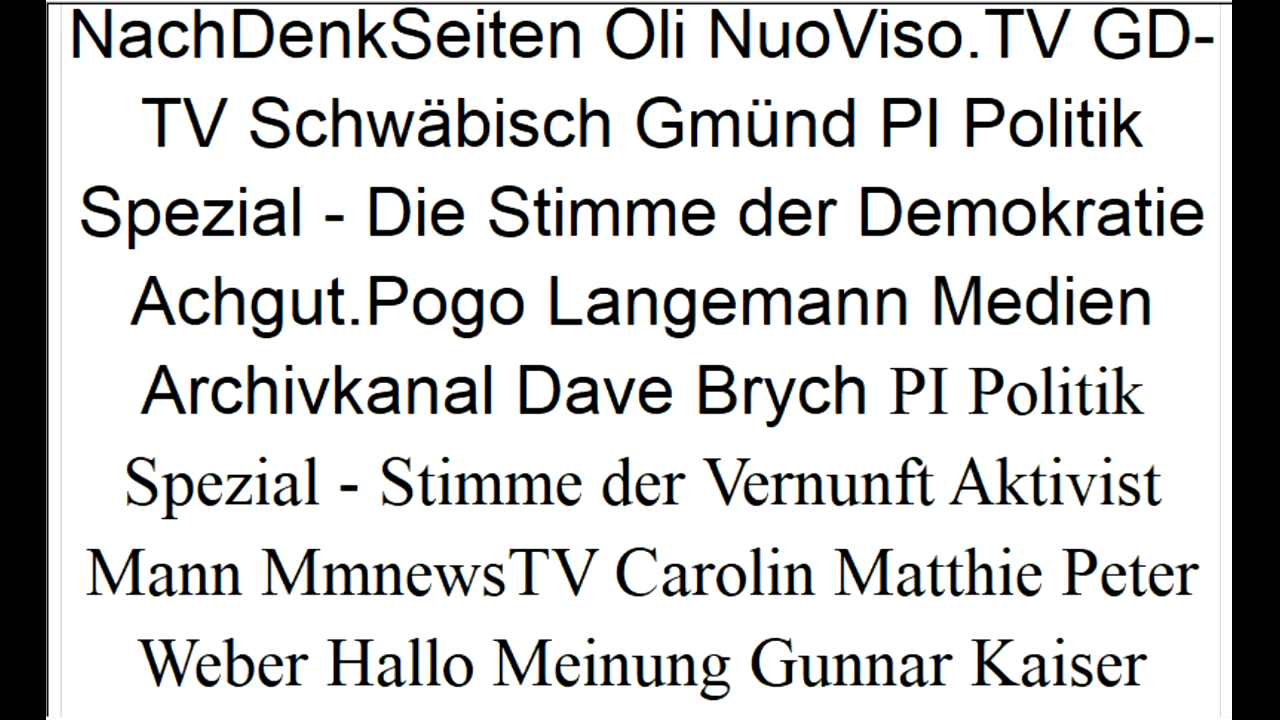 NachDenkSeiten Oli NuoViso.TV GD-
TV Schwäbisch Gmünd PI Politik
Spezial - Die Stimme der Demokratie
Achgut.Pogo Langemann Medien
Archivkanal Dave Brych PI Politik
Spezial - Stimme der Vernunft Aktivist
Mann MmnewsTV Carolin Matthie Peter
Weber Hallo Meinung Gunnar Kaiser